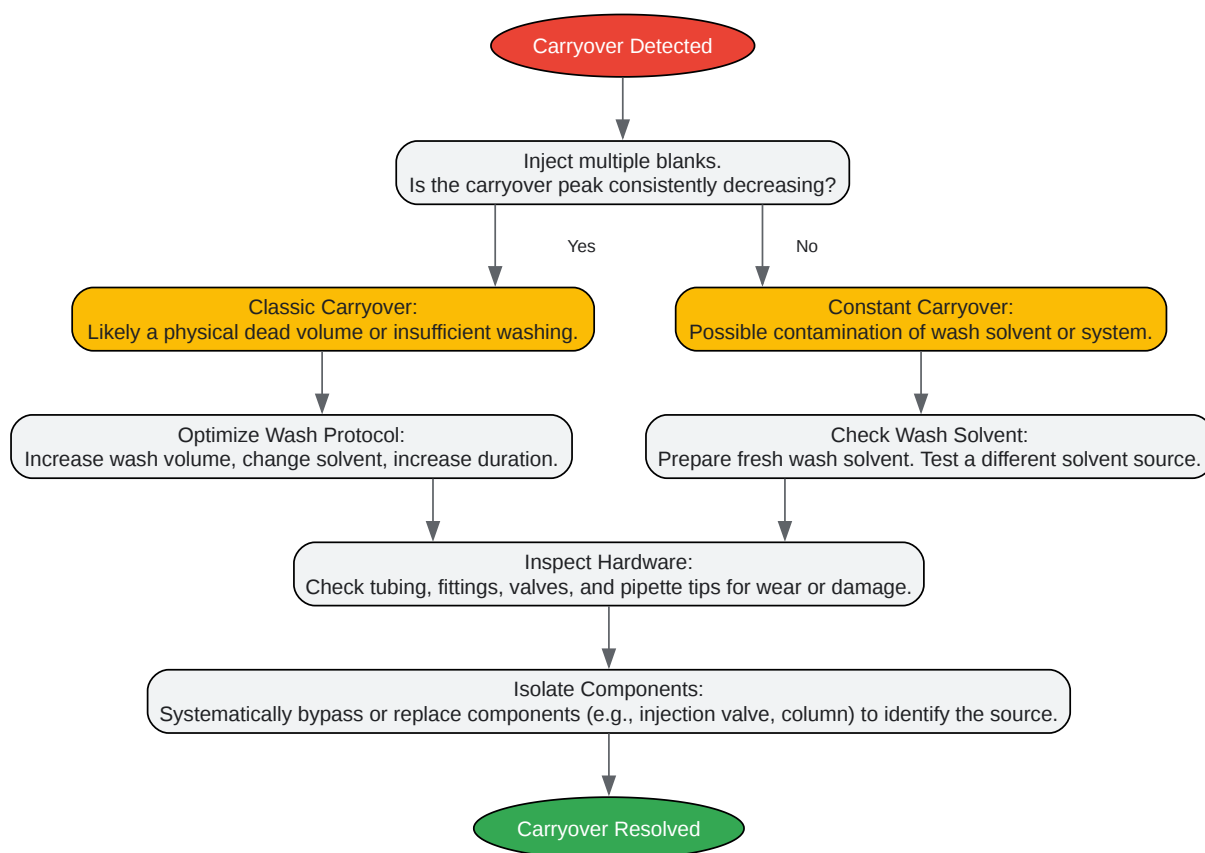 Carryover Detected
Inject multiple blanks.
Is the carryover peak consistently decreasing?
Yes
No
Classic Carryover:
Likely a physical dead volume or insufficient washing.
Constant Carryover:
Possible contamination of wash solvent or system.
Optimize Wash Protocol:
Increase wash volume, change solvent, increase duration.
Check Wash Solvent:
Prepare fresh wash solvent. Test a different solvent source.
Inspect Hardware:
Check tubing, fittings, valves, and pipette tips for wear or damage.
Isolate Components:
Systematically bypass or replace components (e.g., injection valve, column) to identify the source.
Carryover Resolved